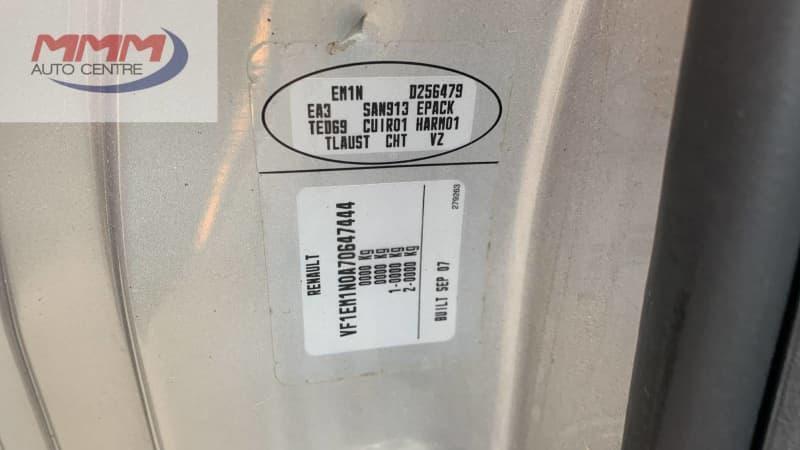 MMM
AUTO CENTRE
EM1N D256479
EA3 SAN913 EPACK
TED69 CUIR01 HARM01
TLAUST CHT VZ
RENAULT
VF1EM1N0A70647444
0000 Kg
0000 Kg
1-0000 Kg
2-0000 Kg
BUILT SEP 07
279263